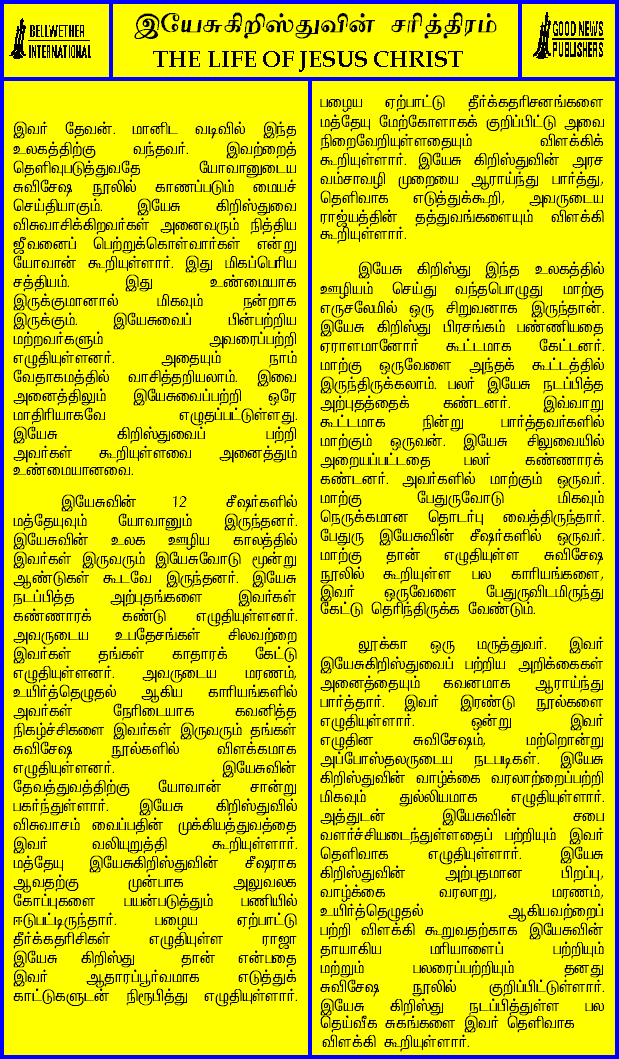 BELLWETHER
INTERNATIONAL
இயேசுகிறிஸ்துவின் சரித்திரம்
THE LIFE OF JESUS CHRIST
GOOD NEWS
PUBLISHERS
இவர் தேவன். மானிட வடிவில் இந்த
உலகத்திற்கு வந்தவர். இவற்றைத்
தெளிவுபடுத்துவதே யோவானுடைய
சுவிசேஷ நூலில் காணப்படும் மையச்
செய்தியாகும். இயேசு கிறிஸ்துவை
விசுவாசிக்கிறவர்கள் அனைவரும் நித்திய
ஜீவனைப் பெற்றுக்கொள்வார்கள் என்று
யோவான் கூறியுள்ளார். இது மிகப்பெரிய
சத்தியம். இது உண்மையாக
இருக்குமானால் மிகவும் நன்றாக
இருக்கும். இயேசுவைப் பின்பற்றிய
மற்றவர்களும் அவரைப்பற்றி
எழுதியுள்ளனர். அதையும் நாம்
வேதாகமத்தில் வாசித்தறியலாம். இவை
அனைத்திலும் இயேசுவைப்பற்றி ஒரே
மாதிரியாகவே எழுதப்பட்டுள்ளது.
இயேசு கிறிஸ்துவைப் பற்றி
அவர்கள் கூறியுள்ளவை அனைத்தும்
உண்மையானவை.
இயேசுவின் 12 சீஷர்களில்
மத்தேயுவும் யோவானும் இருந்தனர்.
இயேசுவின் உலக ஊழிய காலத்தில்
இவர்கள் இருவரும் இயேசுவோடு மூன்று
ஆண்டுகள் கூடவே இருந்தனர். இயேசு
நடப்பித்த அற்புதங்களை இவர்கள்
கண்ணாரக் கண்டு எழுதியுள்ளனர்.
அவருடைய உபதேசங்கள் சிலவற்றை
இவர்கள் தங்கள் காதாரக் கேட்டு
எழுதியுள்ளனர். அவருடைய மரணம்,
உயிர்த்தெழுதல் ஆகிய காரியங்களில்
அவர்கள் நேரிடையாக கவனித்த
நிகழ்ச்சிகளை இவர்கள் இருவரும் தங்கள்
சுவிசேஷ நூல்களில் விளக்கமாக
எழுதியுள்ளனர். இயேசுவின்
தேவத்துவத்திற்கு யோவான் சான்று
பகர்ந்துள்ளார். இயேசு கிறிஸ்துவில்
விசுவாசம் வைப்பதின் முக்கியத்துவத்தை
இவர் வலியுறுத்தி கூறியுள்ளார்.
மத்தேயு இயேசுகிறிஸ்துவின் சீஷராக
ஆவதற்கு முன்பாக அலுவலக
கோப்புகளை பயன்படுத்தும் பணியில்
ஈடுபட்டிருந்தார். பழைய ஏற்பாட்டு
தீர்க்கதரிசிகள் எழுதியுள்ள ராஜா
இயேசு கிறிஸ்து தான் என்பதை
இவர் ஆதாரப்பூர்வமாக எடுத்துக்
காட்டுகளுடன் நிரூபித்து எழுதியுள்ளார்.
பழைய ஏற்பாட்டு தீர்க்கதரிசனங்களை
மத்தேயு மேற்கோளாகக் குறிப்பிட்டு அவை
நிறைவேறியுள்ளதையும் விளக்கிக்
கூறியுள்ளார். இயேசு கிறிஸ்துவின் அரச
வம்சாவழி முறையை ஆராய்ந்து பார்த்து,
தெளிவாக எடுத்துக்கூறி, அவருடைய
ராஜ்யத்தின் தத்துவங்களையும் விளக்கி
கூறியுள்ளார்.
இயேசு கிறிஸ்து இந்த உலகத்தில்
ஊழியம் செய்து வந்தபொழுது மாற்கு
எருசலேமில் ஒரு சிறுவனாக இருந்தான்.
இயேசு கிறிஸ்து பிரசங்கம் பண்ணியதை
ஏராளமானோர் கூட்டமாக கேட்டனர்.
மாற்கு ஒருவேளை அந்தக் கூட்டத்தில்
இருந்திருக்கலாம். பலர் இயேசு நடப்பித்த
அற்புதத்தைக் கண்டனர். இவ்வாறு
கூட்டமாக நின்று பார்த்தவர்களில்
மாற்கும் ஒருவன். இயேசு சிலுவையில்
அறையப்பட்டதை பலர் கண்ணாரக்
கண்டனர். அவர்களில் மாற்கும் ஒருவர்.
மாற்கு பேதுருவோடு மிகவும்
நெருக்கமான தொடர்பு வைத்திருந்தார்.
பேதுரு இயேசுவின் சீஷர்களில் ஒருவர்.
மாற்கு தான் எழுதியுள்ள சுவிசேஷ
நூலில் கூறியுள்ள பல காரியங்களை,
இவர் ஒருவேளை பேதுருவிடமிருந்து
கேட்டு தெரிந்திருக்க வேண்டும்.
லூக்கா ஒரு மருத்துவர். இவர்
இயேசுகிறிஸ்துவைப் பற்றிய அறிக்கைகள்
அனைத்தையும் கவனமாக ஆராய்ந்து
பார்த்தார். இவர் இரண்டு நூல்களை
எழுதியுள்ளார். ஒன்று இவர்
எழுதின சுவிசேஷம், மற்றொன்று
அப்போஸ்தலருடைய நடபடிகள். இயேசு
கிறிஸ்துவின் வாழ்க்கை வரலாற்றைப்பற்றி
மிகவும் துல்லியமாக எழுதியுள்ளார்.
அத்துடன் இயேசுவின் சபை
வளர்ச்சியடைந்துள்ளதைப் பற்றியும் இவர்
தெளிவாக எழுதியுள்ளார். இயேசு
கிறிஸ்துவின் அற்புதமான பிறப்பு,
வாழ்க்கை வரலாறு, மரணம்,
உயிர்த்தெழுதல் ஆகியவற்றைப்
பற்றி விளக்கி கூறுவதற்காக இயேசுவின்
தாயாகிய மரியாளைப் பற்றியும்
மற்றும் பலரைப்பற்றியும் தனது
சுவிசேஷ நூலில் குறிப்பிட்டுள்ளார்.
இயேசு கிறிஸ்து நடப்பித்துள்ள பல
தெய்வீக சுகங்களை இவர் தெளிவாக
விளக்கி கூறியுள்ளார்.